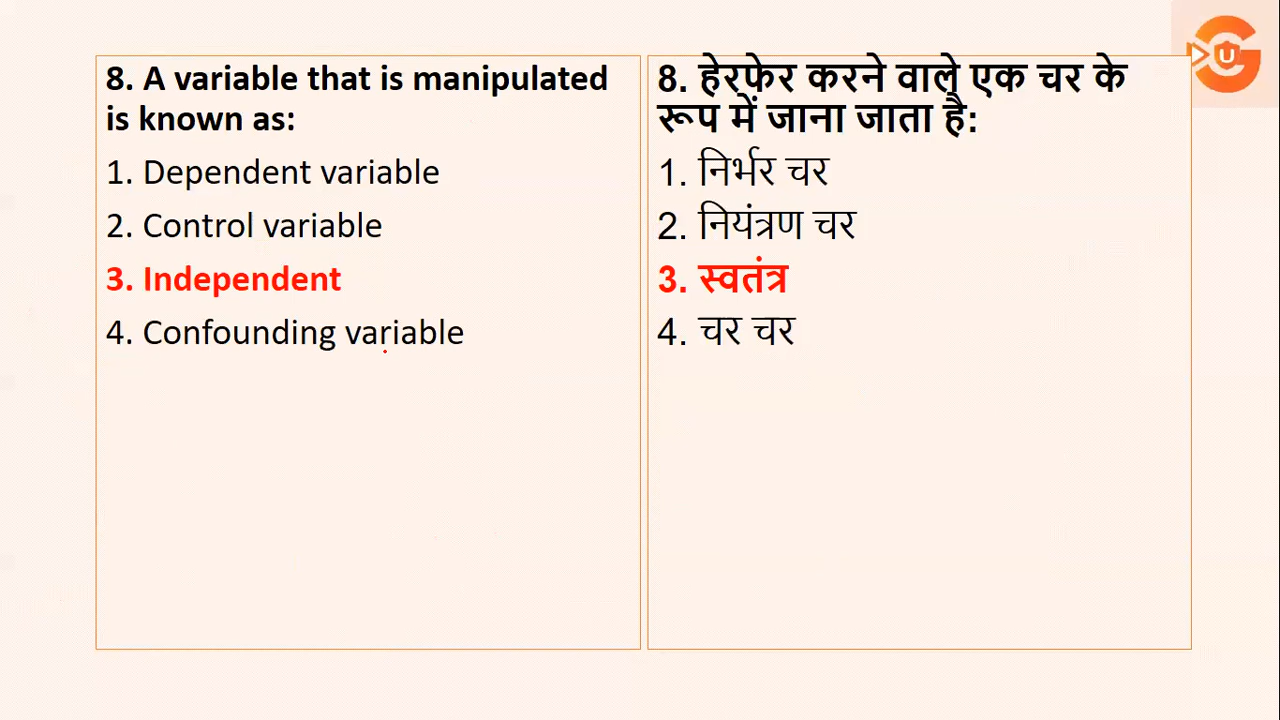 8. A variable that is manipulated
is known as:
1. Dependent variable
2. Control variable
3. Independent
4. Confounding variable
8. हेरफेर करने वाले एक चर के
रूप में जाना जाता है:
1. निर्भर चर
2. नियंत्रण चर
3. स्वतंत्र
4. चर चर
U